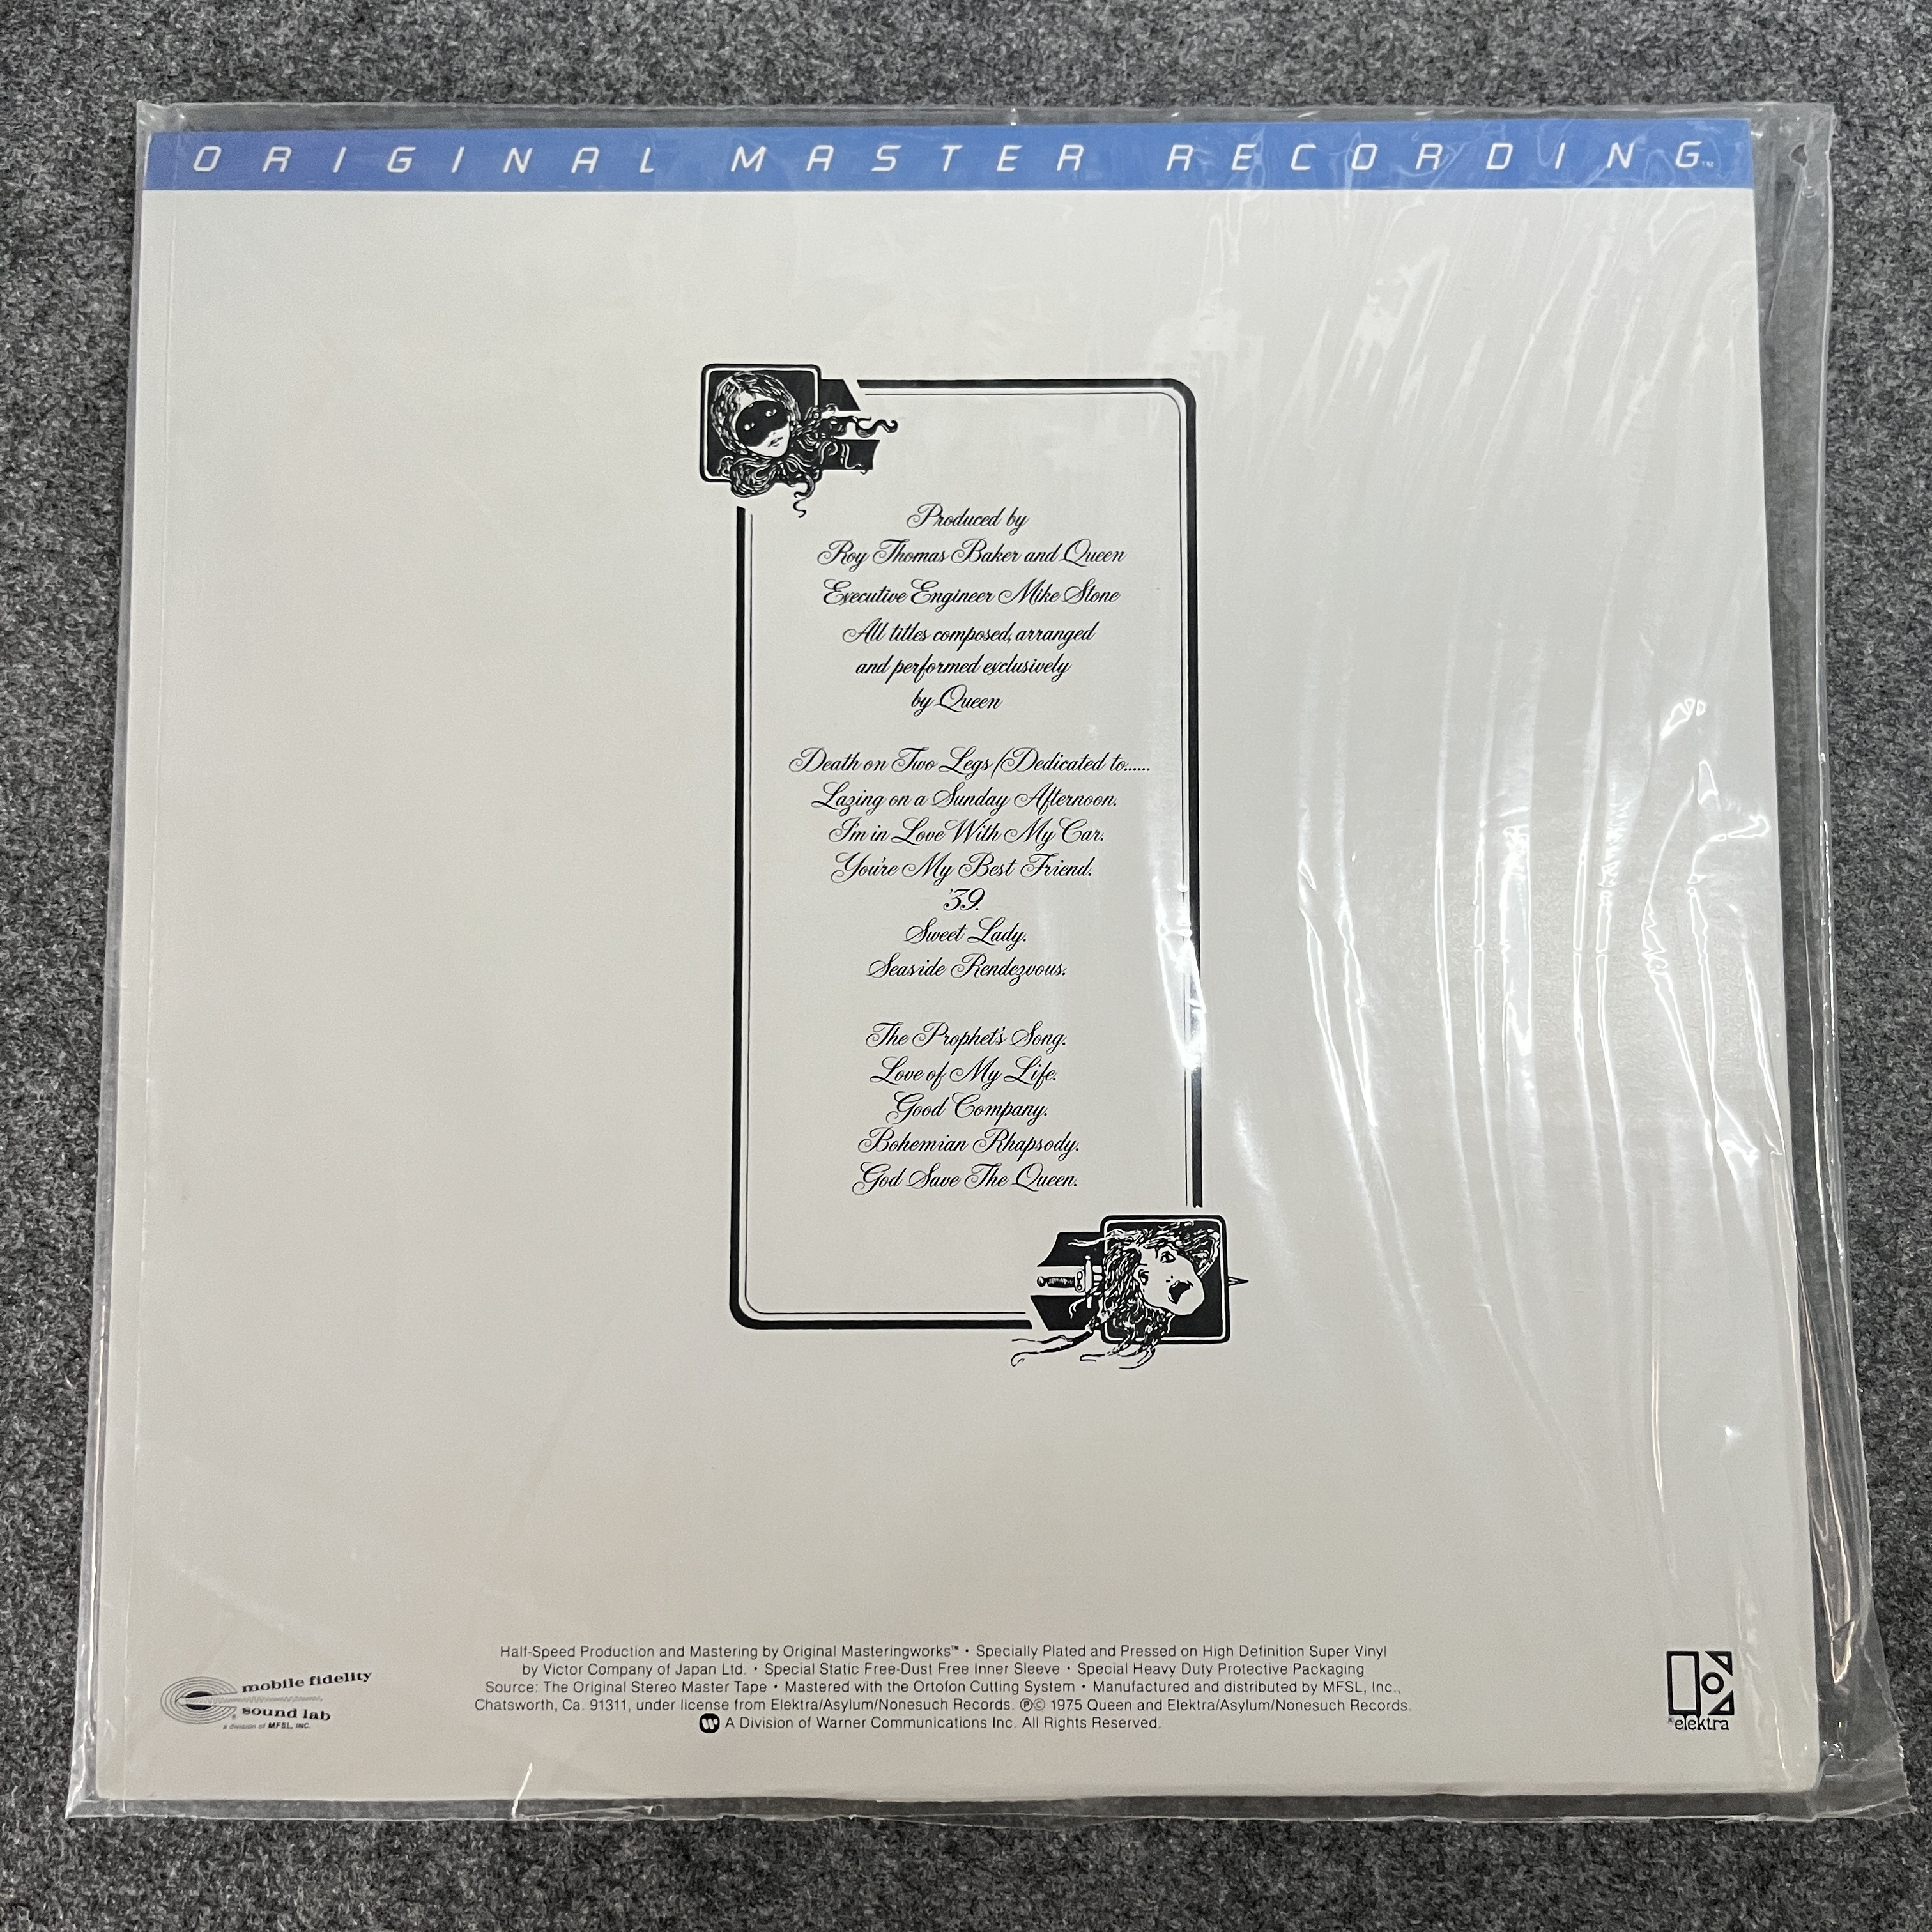 ORIGINAL MASTER RECORDING™
Produced by
Roy Thomas Baker and Queen
Executive Engineer Mike Stone
All titles composed, arranged
and performed exclusively
by Queen
Death on Two Legs (Dedicated to......
Lazing on a Sunday Afternoon.
I'm in Love With My Car.
You're My Best Friend.
'39.
Sweet Lady.
Seaside Rendezvous.
The Prophet's Song.
Love of My Life.
Good Company.
Bohemian Rhapsody.
God Save The Queen.
Half-Speed Production and Mastering by Original Masteringworks™ • Specially Plated and Pressed on High Definition Super Vinyl
by Victor Company of Japan Ltd. • Special Static Free-Dust Free Inner Sleeve • Special Heavy Duty Protective Packaging
Source: The Original Stereo Master Tape • Mastered with the Ortofon Cutting System • Manufactured and distributed by MFSL, Inc.,
Chatsworth, Ca. 91311, under license from Elektra/Asylum/Nonesuch Records. ℗© 1975 Queen and Elektra/Asylum/Nonesuch Records.
A Division of Warner Communications Inc. All Rights Reserved.
mobile fidelity
® sound lab
a division of MFSL, INC.
elektra